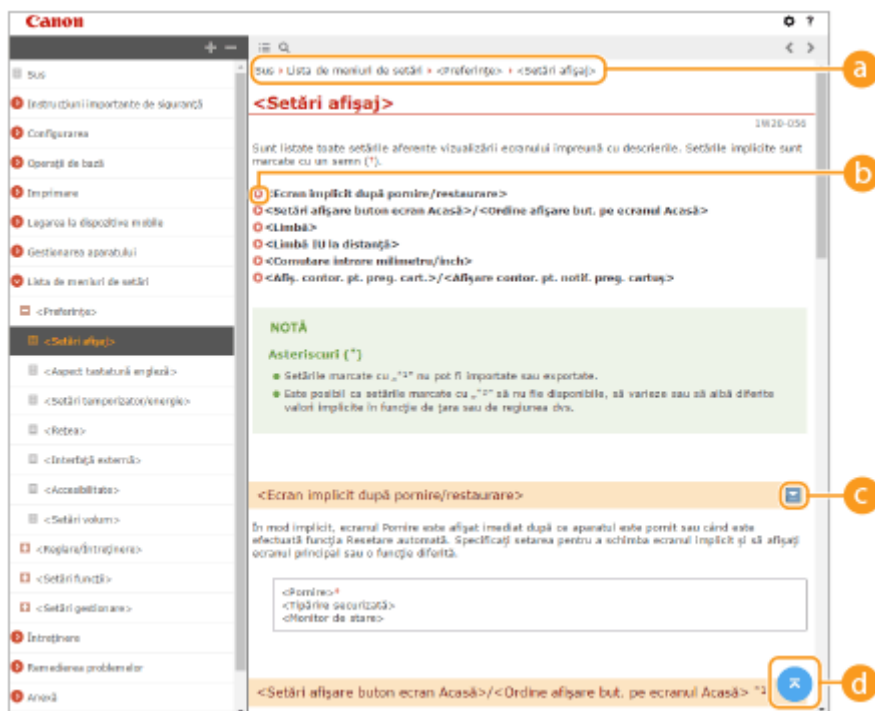 Canon
?
+ −
< >
Sus
Instrucțiuni importante de siguranță
Configurarea
Operații de bază
Imprimare
Legarea la dispozitive mobile
Gestionarea aparatului
Lista de meniuri de setări
<Preferințe>
<Setări afișaj>
<Aspect tastatură engleză>
<Setări temporizator/energie>
<Rețea>
<Interfață externă>
<Accesibilitate>
<Setări volum>
<Reglare/Întreținere>
<Setări funcții>
<Setări gestionare>
Întreținere
Remedierea problemelor
Anexă
Sus › Lista de meniuri de setări › <Preferințe> › <Setări afișaj>
a
<Setări afișaj>
1W20-056
Sunt listate toate setările aferente vizualizării ecranului împreună cu descrierile. Setările implicite sunt
marcate cu un semn (*).
b
<Ecran implicit după pornire/restaurare>
<Setări afișare buton ecran Acasă>/<Ordine afișare but. pe ecranul Acasă>
<Limbă>
<Limbă IU la distanță>
<Comutare intrare milimetru/inch>
<Afiș. contor. pt. preg. cart.>/<Afișare contor. pt. notif. preg. cartuș>
NOTĂ
Asteriscuri (*)
Setările marcate cu „*1” nu pot fi importate sau exportate.
Este posibil ca setările marcate cu „*2” să nu fie disponibile, să varieze sau să aibă diferite
valori implicite în funcție de țara sau de regiunea dvs.
<Ecran implicit după pornire/restaurare>
c
În mod implicit, ecranul Pornire este afișat imediat după ce aparatul este pornit sau când este
efectuată funcția Resetare automată. Specificați setarea pentru a schimba ecranul implicit și să afișați
ecranul principal sau o funcție diferită.
<Pornire>*
<Tipărire securizată>
<Monitor de stare>
d
<Setări afișare buton ecran Acasă>/<Ordine afișare but. pe ecranul Acasă> *1